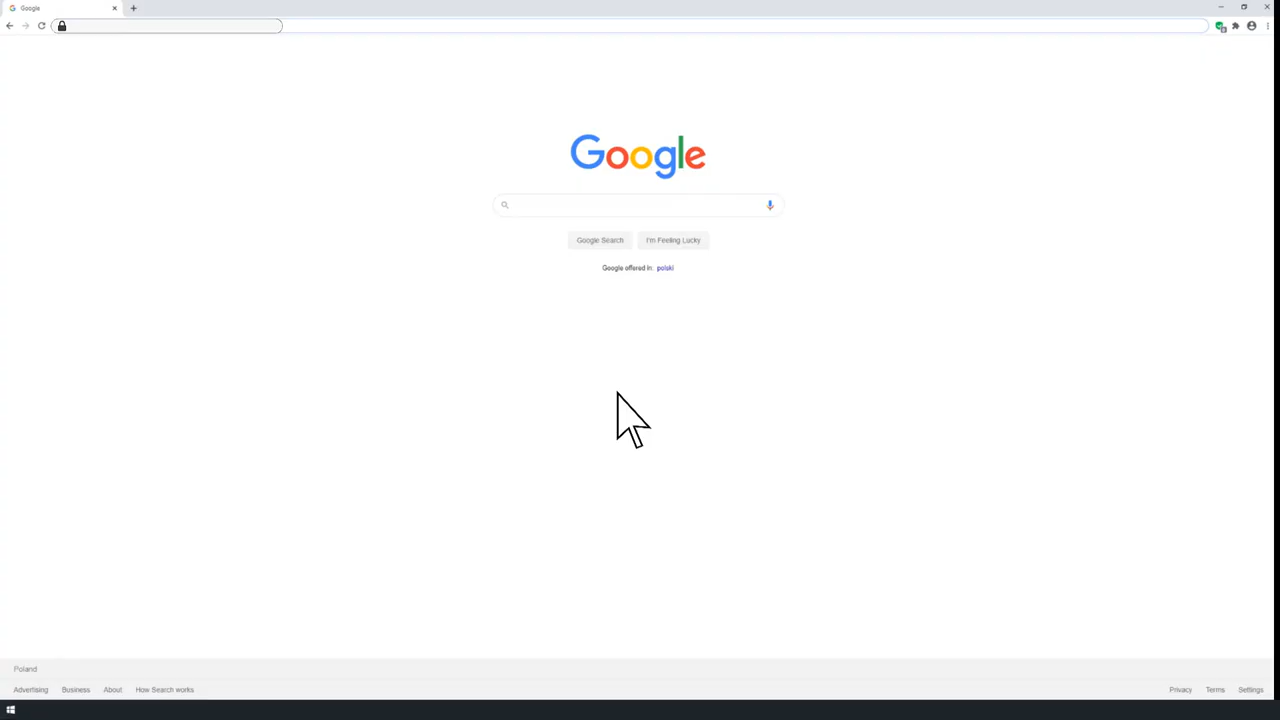 Google
Google
Google Search I'm Feeling Lucky
Google offered in: polski
Poland
Advertising Business About How Search works Privacy Terms Settings